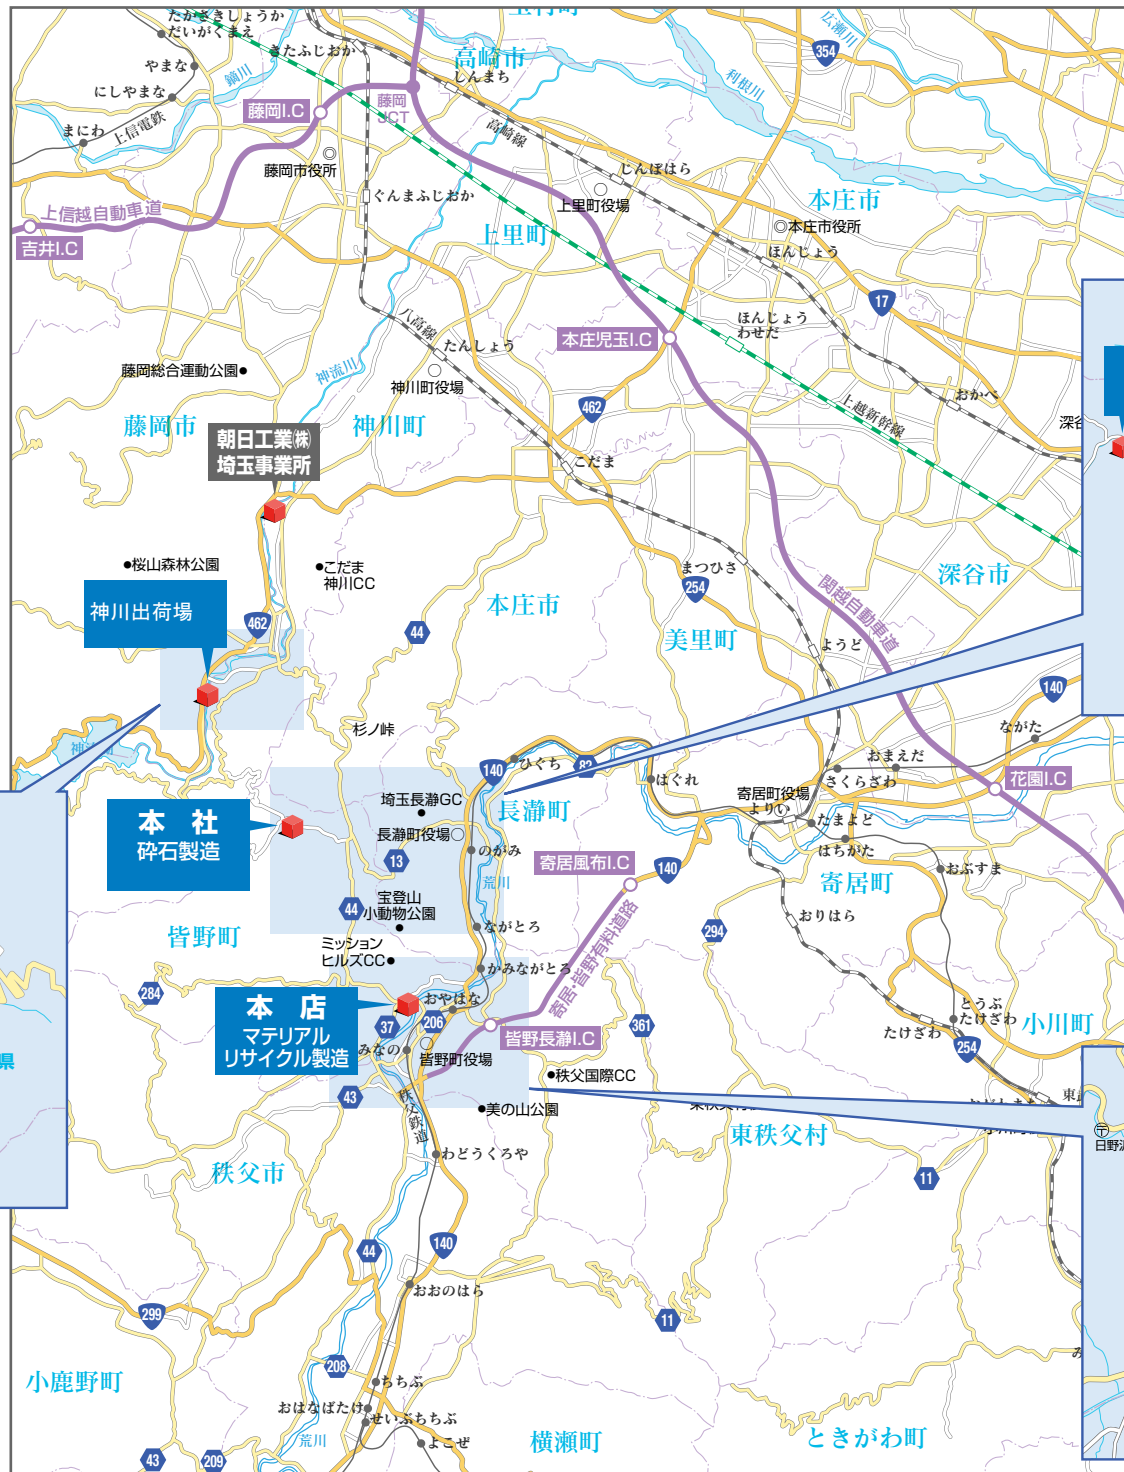 たかさきしょうか
だいがくまえ
やまな
にしやまな
まにわ
上信電鉄
鏑川
きたふじおか
高崎市
しんまち
広瀬川
354
利根川
藤岡I.C
藤岡
JCT
高崎線
藤岡市役所
ぐんまふじおか
じんぼはら
上里町役場
本庄市
上信越自動車道
吉井I.C
上里町
本庄市役所
ほんじょう
17
八高線
たんしょう
本庄児玉I.C
ほんじょう
わせだ
神流川
神川町役場
藤岡総合運動公園
462
おかべ
上越新幹線
藤岡市
神川町
朝日工業㈱
埼玉事業所
こだま
桜山森林公園
こだま
神川CC
まつひさ
深谷市
254
関越自動車道
神川出荷場
462
44
本庄市
美里町
ようど
140
杉ノ峠
ながた
おまえだ
さくらざわ
140
ひぐち
はぐれ
花園I.C
埼玉長瀞GC
長瀞町
寄居町役場
よりい
たまよど
本 社
砕石製造
長瀞町役場
のがみ
はちがた
13
荒川
寄居風布I.C
140
寄居町
おぶすま
宝登山
小動物公園
44
ながとろ
おりはら
294
皆野町
ミッション
ヒルズCC
かみながとろ
寄居・皆野有料道路
284
本 店
マテリアル
リサイクル製造
おやはな
37
206
みなの
皆野町役場
皆野長瀞I.C
361
とうぶ
たけざわ
たけざわ
小川町
254
秩父国際CC
43
秩父鉄道
美の山公園
東秩父村
わどうくろや
秩父市
11
44
140
おおのはら
299
11
208
小鹿野町
ちちぶ
おはなばたけ
せいぶちちぶ
よこぜ
荒川
43
209
横瀬町
ときがわ町